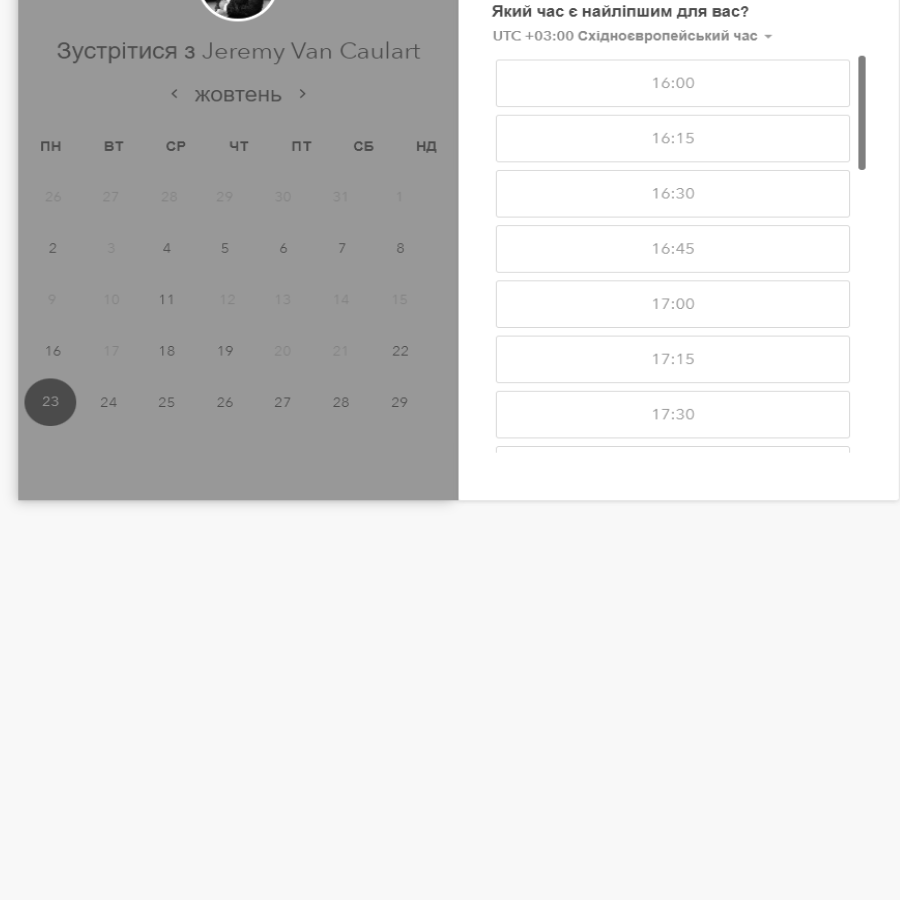 Зустрітися з Jeremy Van Caulart
жовтень
ПН ВТ СР ЧТ ПТ СБ НД
26 27 28 29 30 31 1
2 3 4 5 6 7 8
9 10 11 12 13 14 15
16 17 18 19 20 21 22
23 24 25 26 27 28 29
Який час є найліпшим для вас?
UTC +03:00 Східноєвропейський час
16:00
16:15
16:30
16:45
17:00
17:15
17:30